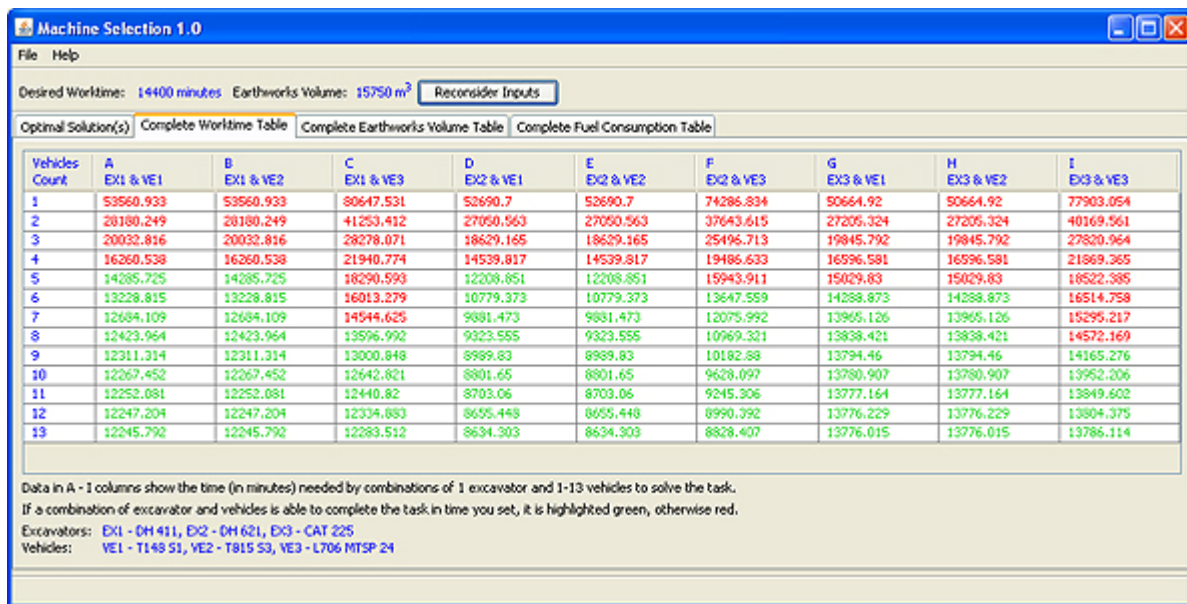 Machine Selection 1.0
File Help
Desired Worktime: 14400 minutes Earthworks Volume: 15750 m³ Reconsider Inputs
Optimal Solution(s) Complete Worktime Table Complete Earthworks Volume Table Complete Fuel Consumption Table
Vehicles A B C D E F G H I
Count EX1 & VE1 EX1 & VE2 EX1 & VE3 EX2 & VE1 EX2 & VE2 EX2 & VE3 EX3 & VE1 EX3 & VE2 EX3 & VE3
1 53560.933 53560.933 80647.531 52690.7 52690.7 74286.834 50664.92 50664.92 77903.054
2 28180.249 28180.249 41253.412 27050.563 27050.563 37643.615 27205.324 27205.324 40169.561
3 20032.816 20032.816 28278.071 18629.165 18629.165 25496.713 19845.792 19845.792 27820.964
4 16260.538 16260.538 21940.774 14539.817 14539.817 19486.633 16596.581 16596.581 21869.365
5 14285.725 14285.725 18290.593 12208.851 12208.851 15943.911 15029.83 15029.83 18522.385
6 13228.815 13228.815 16013.279 10779.373 10779.373 13647.559 14288.873 14288.873 16514.758
7 12684.109 12684.109 14544.625 9881.473 9881.473 12075.992 13965.126 13965.126 15295.217
8 12423.964 12423.964 13596.992 9323.555 9323.555 10969.321 13838.421 13838.421 14572.169
9 12311.314 12311.314 13000.848 8989.83 8989.83 10182.88 13794.46 13794.46 14165.276
10 12267.452 12267.452 12642.821 8801.65 8801.65 9628.097 13780.907 13780.907 13952.206
11 12252.081 12252.081 12440.82 8703.06 8703.06 9245.306 13777.164 13777.164 13849.602
12 12247.204 12247.204 12334.883 8655.448 8655.448 8990.392 13776.229 13776.229 13804.375
13 12245.792 12245.792 12283.512 8634.303 8634.303 8828.407 13776.015 13776.015 13786.114
Data in A - I columns show the time (in minutes) needed by combinations of 1 excavator and 1-13 vehicles to solve the task.
If a combination of excavator and vehicles is able to complete the task in time you set, it is highlighted green, otherwise red.
Excavators: EX1 - DH 411, EX2 - DH 621, EX3 - CAT 225
Vehicles: VE1 - T148 S1, VE2 - T815 S3, VE3 - L706 MTSP 24